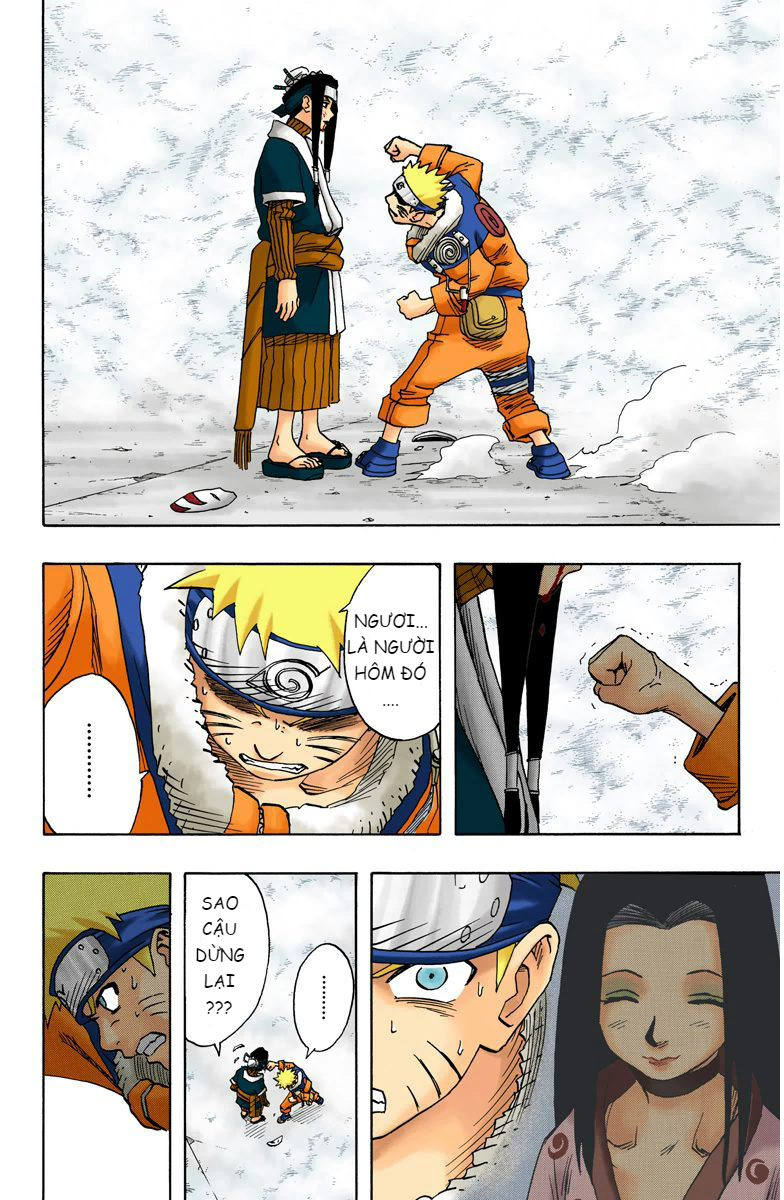 NGƯƠI...
LÀ NGƯỜI
HÔM ĐÓ
....
........
........
SAO
CẬU
DỪNG
LẠI
???